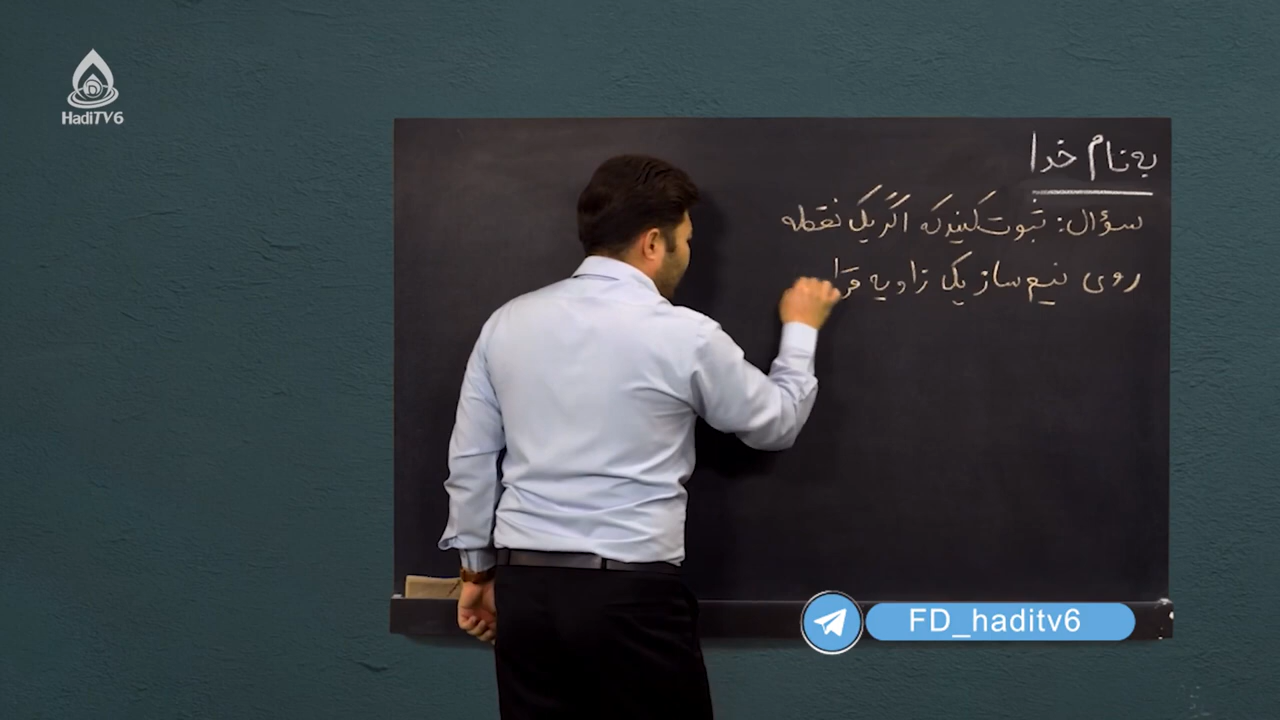 HadiTV6
به نام خدا
سؤال: ثبوت کنید که اگر یک نقطه
روی نیم ساز یک زاویه قرا
FD_haditv6